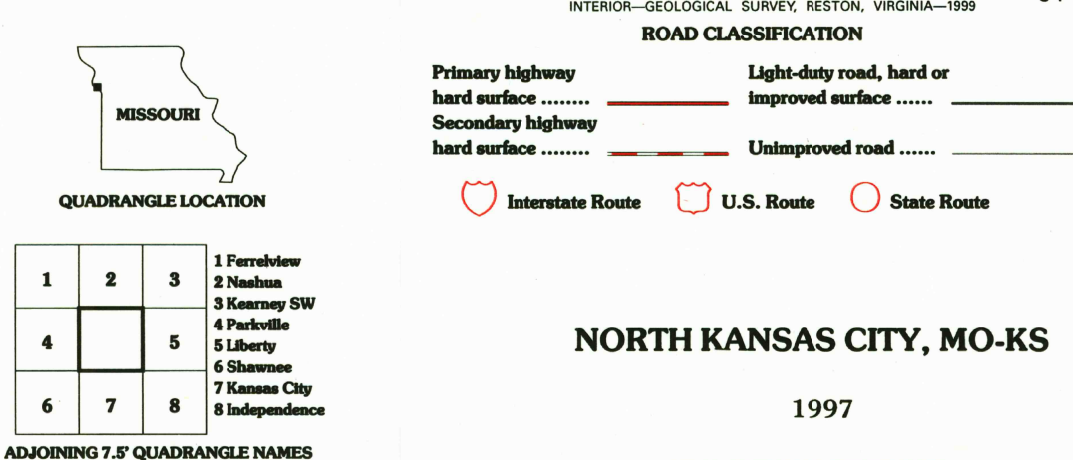 INTERIOR—GEOLOGICAL SURVEY, RESTON, VIRGINIA—1999
ROAD CLASSIFICATION
Primary highway
hard surface ........
Secondary highway
hard surface ........
Light-duty road, hard or
improved surface ......
Unimproved road ......
Interstate Route
U.S. Route
State Route
MISSOURI
QUADRANGLE LOCATION
1 2 3
4 5
6 7 8
1 Ferrelview
2 Nashua
3 Kearney SW
4 Parkville
5 Liberty
6 Shawnee
7 Kansas City
8 Independence
ADJOINING 7.5' QUADRANGLE NAMES
NORTH KANSAS CITY, MO-KS
1997